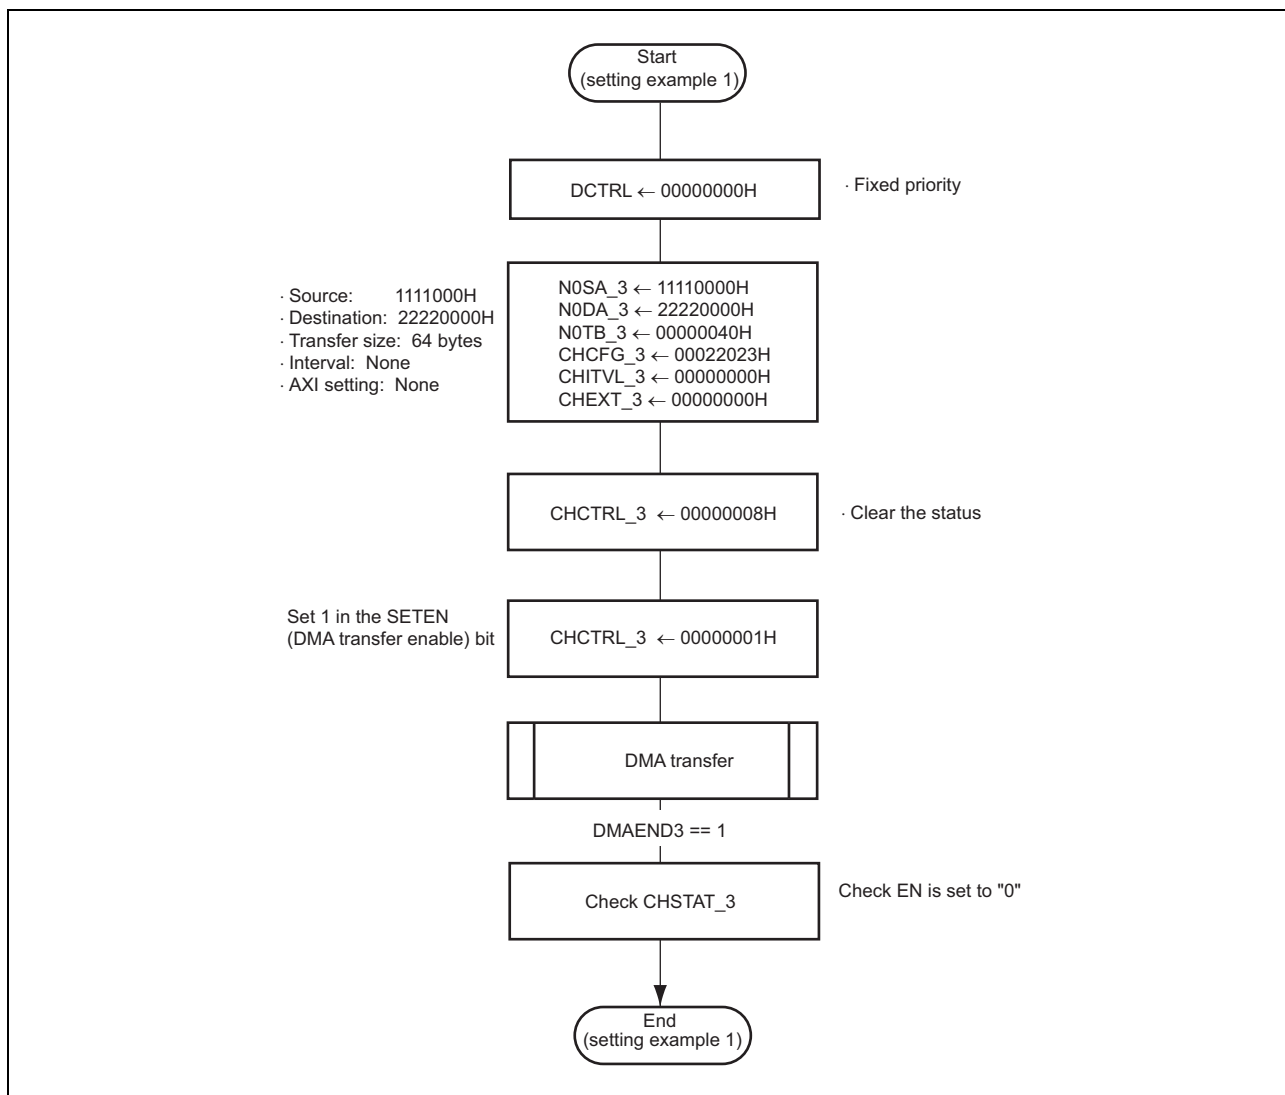 Start
(setting example 1)
DCTRL ← 00000000H
· Fixed priority
· Source: 1111000H
· Destination: 22220000H
· Transfer size: 64 bytes
· Interval: None
· AXI setting: None
N0SA_3 ← 11110000H
N0DA_3 ← 22220000H
N0TB_3 ← 00000040H
CHCFG_3 ← 00022023H
CHITVL_3 ← 00000000H
CHEXT_3 ← 00000000H
CHCTRL_3 ← 00000008H
· Clear the status
Set 1 in the SETEN
(DMA transfer enable) bit
CHCTRL_3 ← 00000001H
DMA transfer
DMAEND3 == 1
Check CHSTAT_3
Check EN is set to "0"
End
(setting example 1)